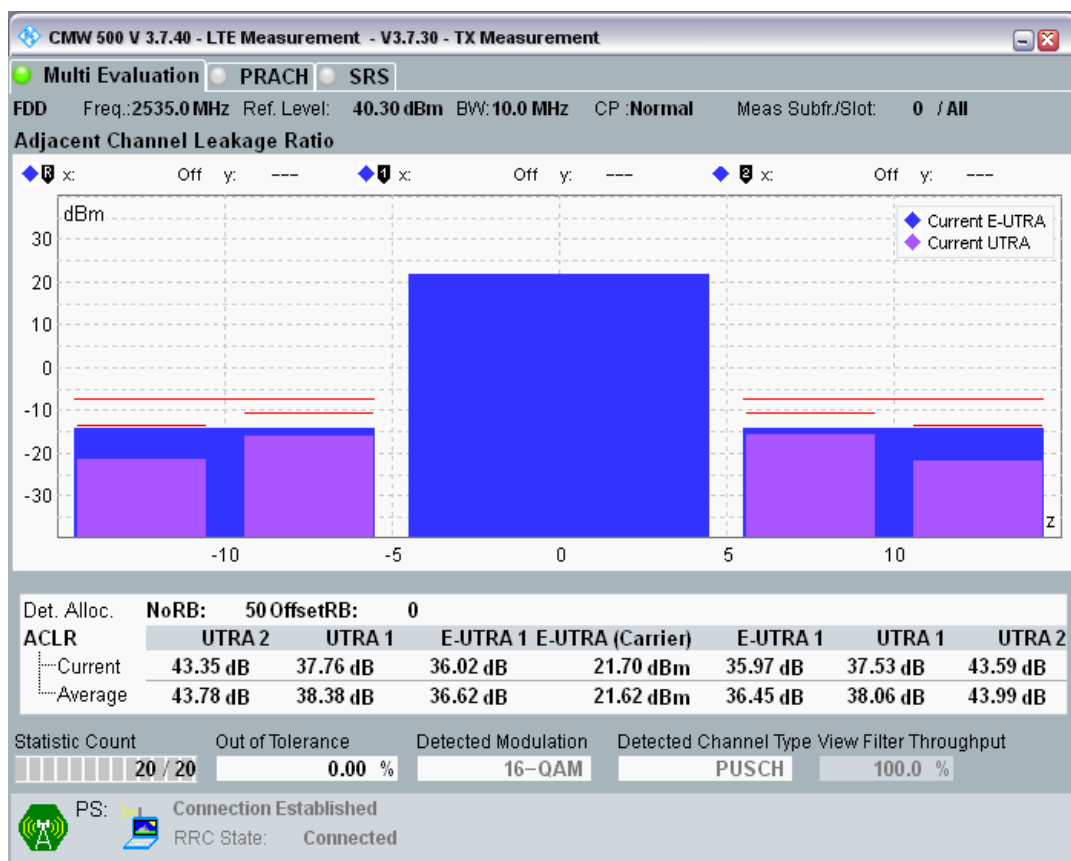 CMW 500 V 3.7.40 - LTE Measurement - V3.7.30 - TX Measurement
Multi Evaluation PRACH SRS
FDD Freq.:2535.0 MHz Ref. Level: 40.30 dBm BW:10.0 MHz CP :Normal Meas Subfr./Slot: 0 / All
Adjacent Channel Leakage Ratio
R x: Off y: --- 1 x: Off y: --- 2 x: Off y: ---
dBm
Current E-UTRA
Current UTRA
30
20
10
0
-10
-20
-30
z
-10 -5 0 5 10
Det. Alloc. NoRB: 50 OffsetRB: 0
ACLR UTRA 2 UTRA 1 E-UTRA 1 E-UTRA (Carrier) E-UTRA 1 UTRA 1 UTRA 2
Current 43.35 dB 37.76 dB 36.02 dB 21.70 dBm 35.97 dB 37.53 dB 43.59 dB
Average 43.78 dB 38.38 dB 36.62 dB 21.62 dBm 36.45 dB 38.06 dB 43.99 dB
Statistic Count Out of Tolerance Detected Modulation Detected Channel Type View Filter Throughput
20 / 20 0.00 % 16-QAM PUSCH 100.0 %
PS: Connection Established
RRC State: Connected